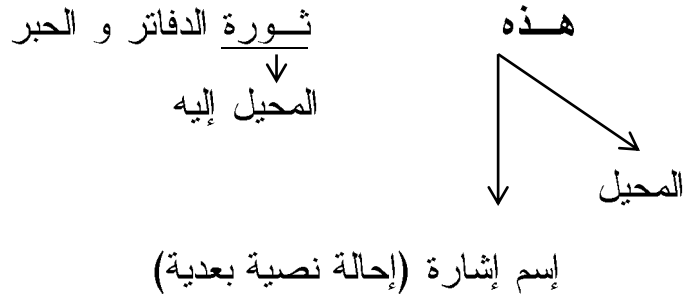 هــذه ثــورة الدفاتر و الحبر
المحيل إليه
المحيل
إسم إشارة (إحالة نصية بعدية)